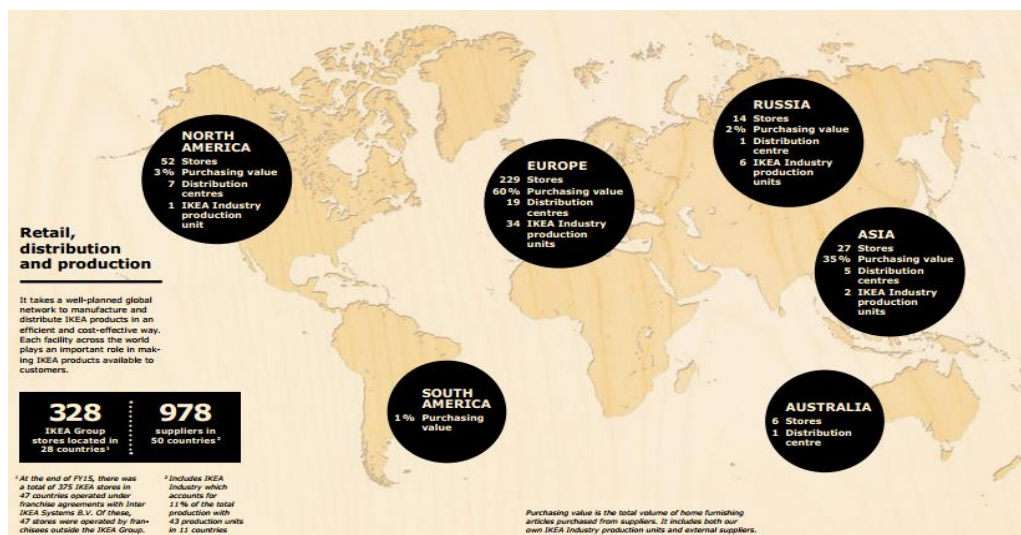 NORTH
AMERICA
52 Stores
3% Purchasing value
7 Distribution
centres
1 IKEA Industry
production
unit
EUROPE
229 Stores
60% Purchasing value
19 Distribution
centres
34 IKEA Industry
production
units
RUSSIA
14 Stores
2% Purchasing value
1 Distribution
centre
6 IKEA Industry
production
units
ASIA
27 Stores
35% Purchasing value
5 Distribution
centres
2 IKEA Industry
production
units
SOUTH
AMERICA
1% Purchasing
value
AUSTRALIA
6 Stores
1 Distribution
centre
Retail,
distribution
and production
It takes a well-planned global
network to manufacture and
distribute IKEA products in an
efficient and cost-effective way.
Each facility across the world
plays an important role in mak-
ing IKEA products available to
customers.
328
IKEA Group
stores located in
28 countries¹
978
suppliers in
50 countries²
¹ At the end of FY15, there was
a total of 375 IKEA stores in
47 countries operated under
franchise agreements with Inter
IKEA Systems B.V. Of these,
47 stores were operated by fran-
chisees outside the IKEA Group.
² Includes IKEA
Industry which
accounts for
11% of the total
production with
43 production units
in 11 countries
Purchasing value is the total volume of home furnishing
articles purchased from suppliers. It includes both our
own IKEA Industry production units and external suppliers.